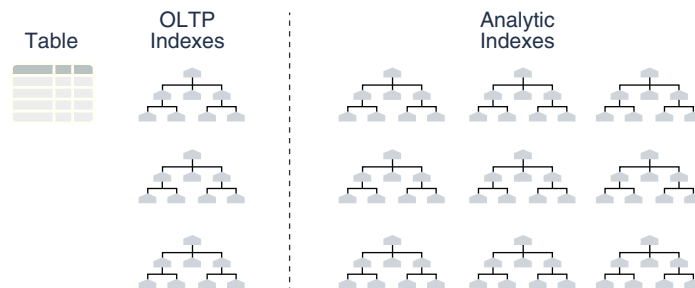 OLTP
Indexes
Table
Analytic
Indexes